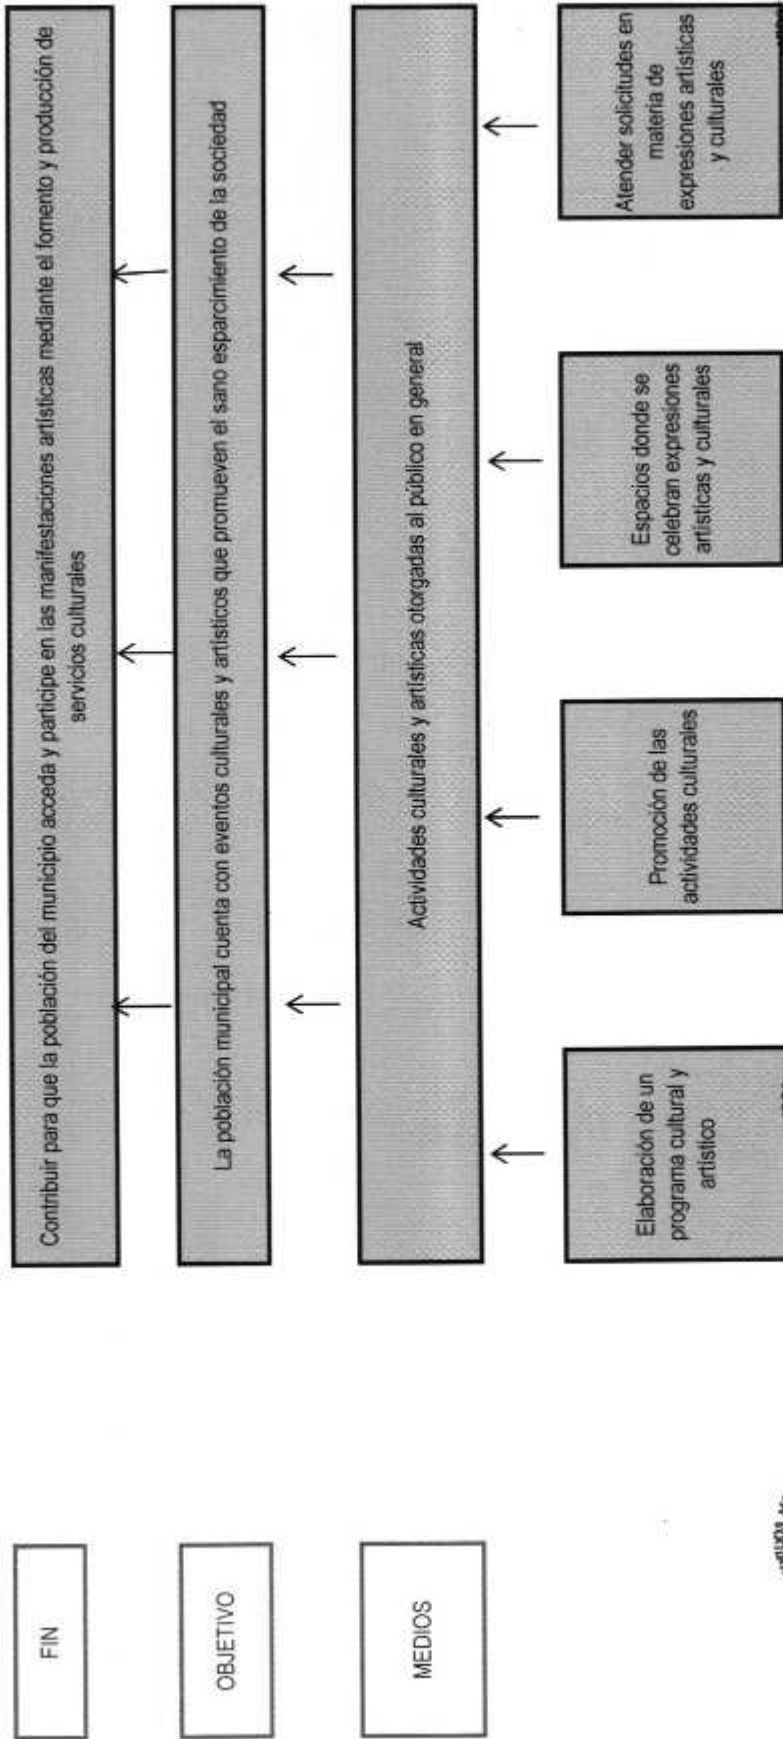 FIN
Contribuir para que la población del municipio acceda y participe en las manifestaciones artísticas mediante el fomento y producción de
servicios culturales
OBJETIVO
La población municipal cuenta con eventos culturales y artísticos que promueven el sano esparcimiento de la sociedad
MEDIOS
Actividades culturales y artísticas otorgadas al público en general
Elaboración de un
programa cultural y
artístico
Promoción de las
actividades culturales
Espacios donde se
celebran expresiones
artísticas y culturales
Atender solicitudes en
materia de
expresiones artísticas
y culturales